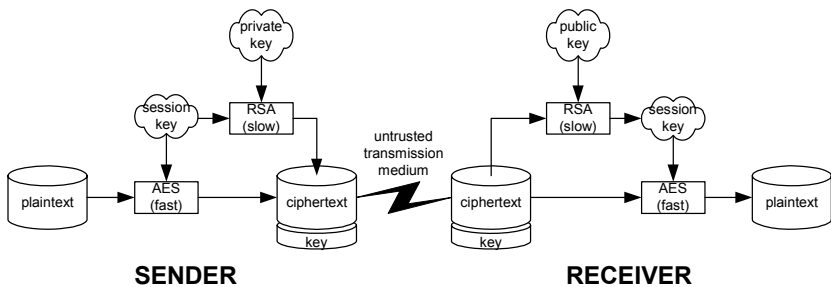 private
key
public
key
session
key
RSA
(slow)
untrusted
transmission
medium
RSA
(slow)
session
key
plaintext
AES
(fast)
ciphertext
key
ciphertext
key
AES
(fast)
plaintext
SENDER
RECEIVER